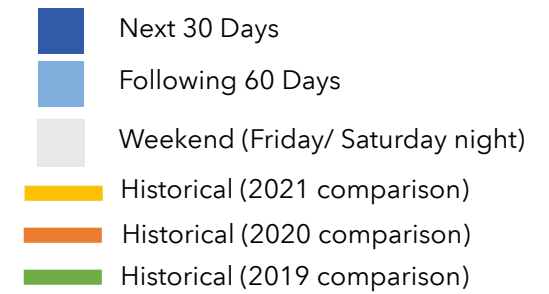 Next 30 Days
Following 60 Days
Weekend (Friday/ Saturday night)
Historical (2021 comparison)
Historical (2020 comparison)
Historical (2019 comparison)